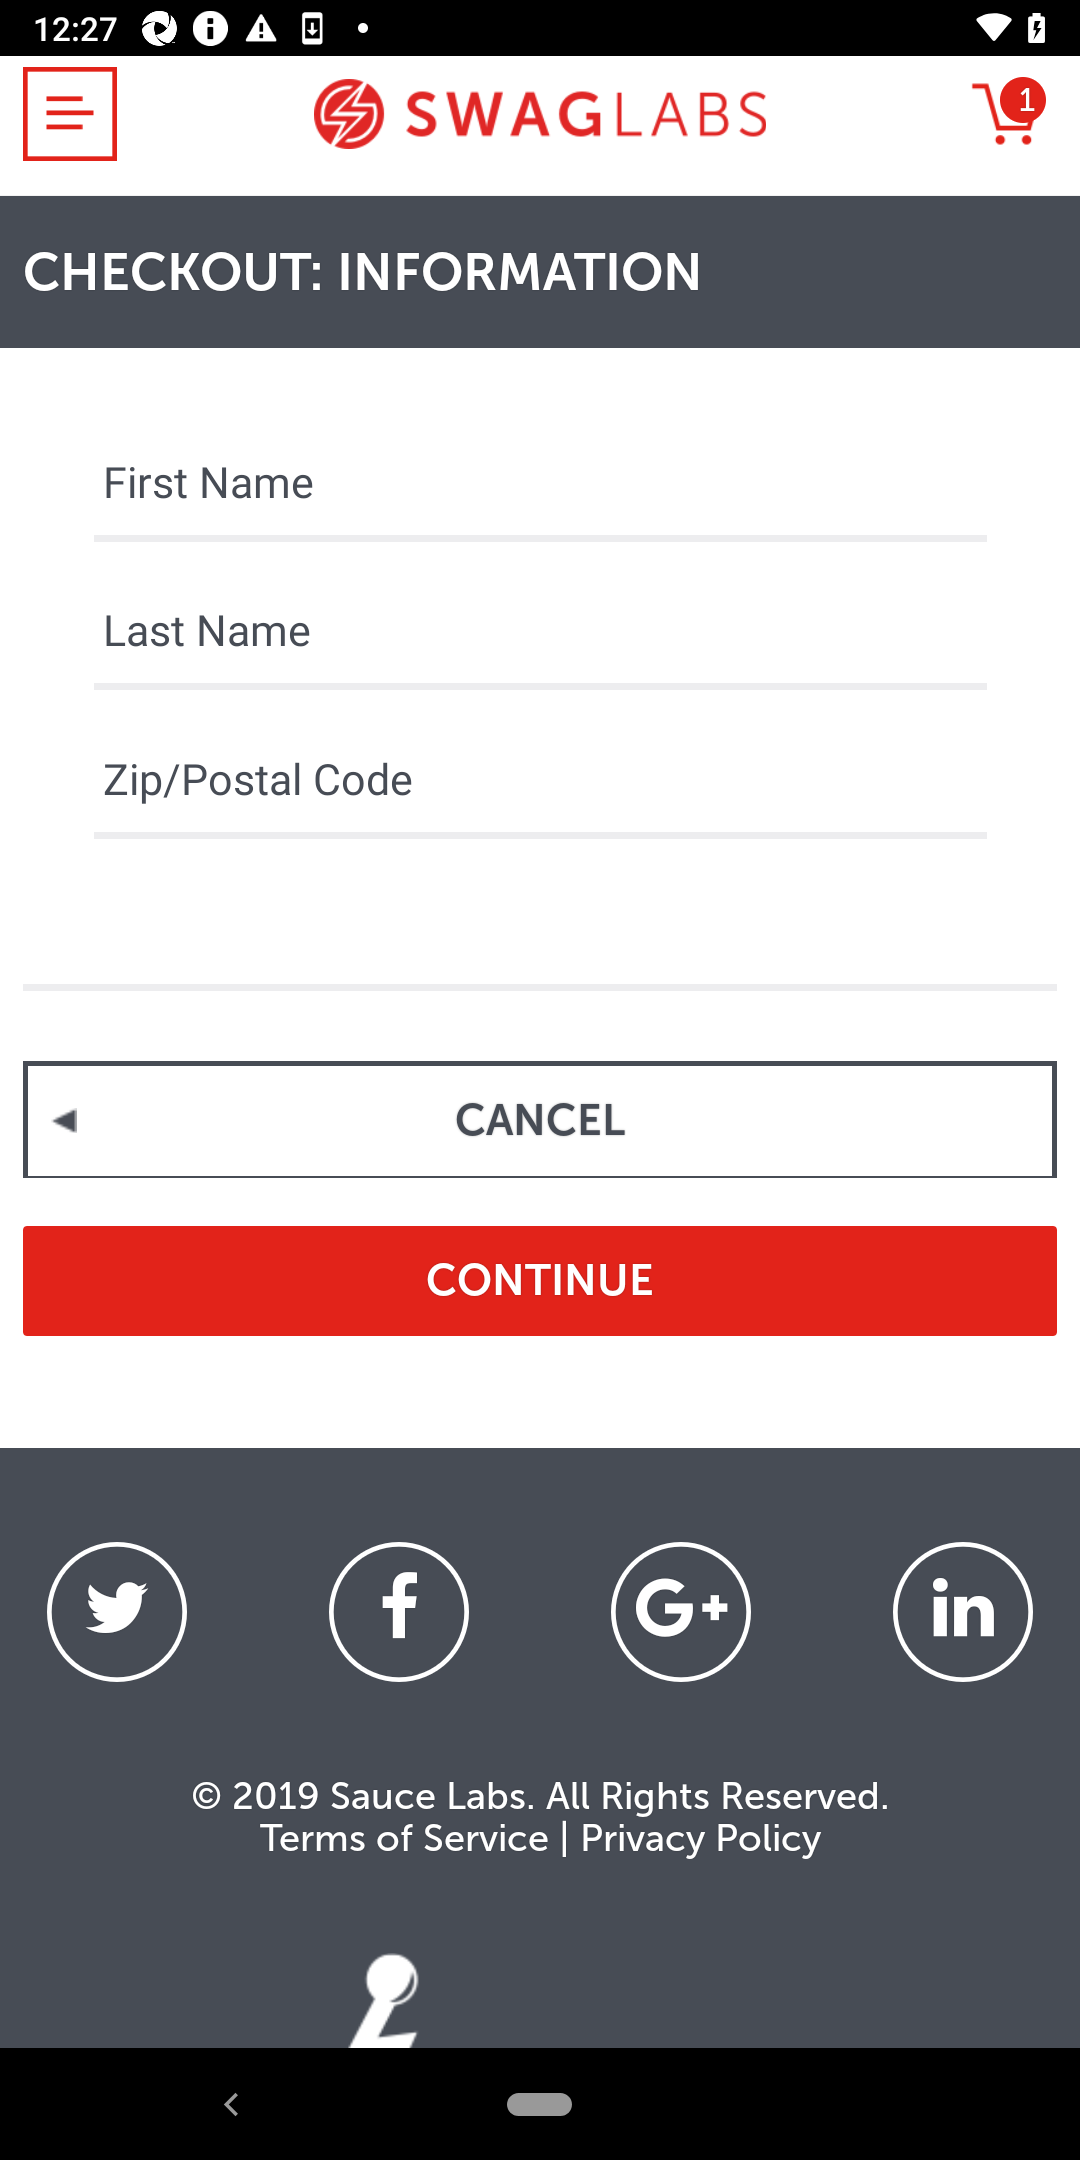 12:27
SWAGLABS
1
CHECKOUT: INFORMATION
First Name
Last Name
Zip/Postal Code
CANCEL
CONTINUE
© 2019 Sauce Labs. All Rights Reserved.
Terms of Service | Privacy Policy